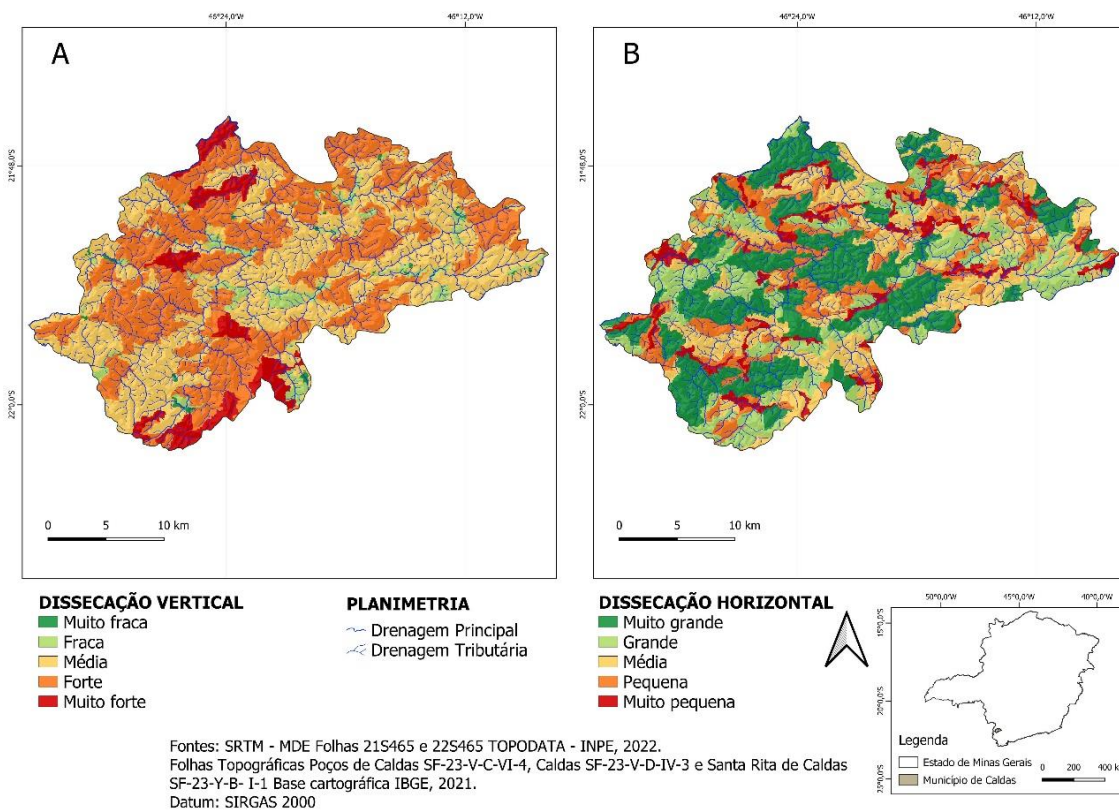 46°24,0'W
46°12,0'W
46°24,0'W
46°12,0'W
A
B
21°48,0'S
21°48,0'S
22°0,0'S
22°0,0'S
0 5 10 km
0 5 10 km
DISSECAÇÃO VERTICAL
Muito fraca
Fraca
Média
Forte
Muito forte
PLANIMETRIA
Drenagem Principal
Drenagem Tributária
DISSECAÇÃO HORIZONTAL
Muito grande
Grande
Média
Pequena
Muito pequena
50°0,0'W 45°0,0'W 40°0,0'W
15°0,0'S
20°0,0'S
25°0,0'S
Legenda
Estado de Minas Gerais
Município de Caldas
0 200 400 km
Fontes: SRTM - MDE Folhas 21S465 e 22S465 TOPODATA - INPE, 2022.
Folhas Topográficas Poços de Caldas SF-23-V-C-VI-4, Caldas SF-23-V-D-IV-3 e Santa Rita de Caldas
SF-23-Y-B- I-1 Base cartográfica IBGE, 2021.
Datum: SIRGAS 2000